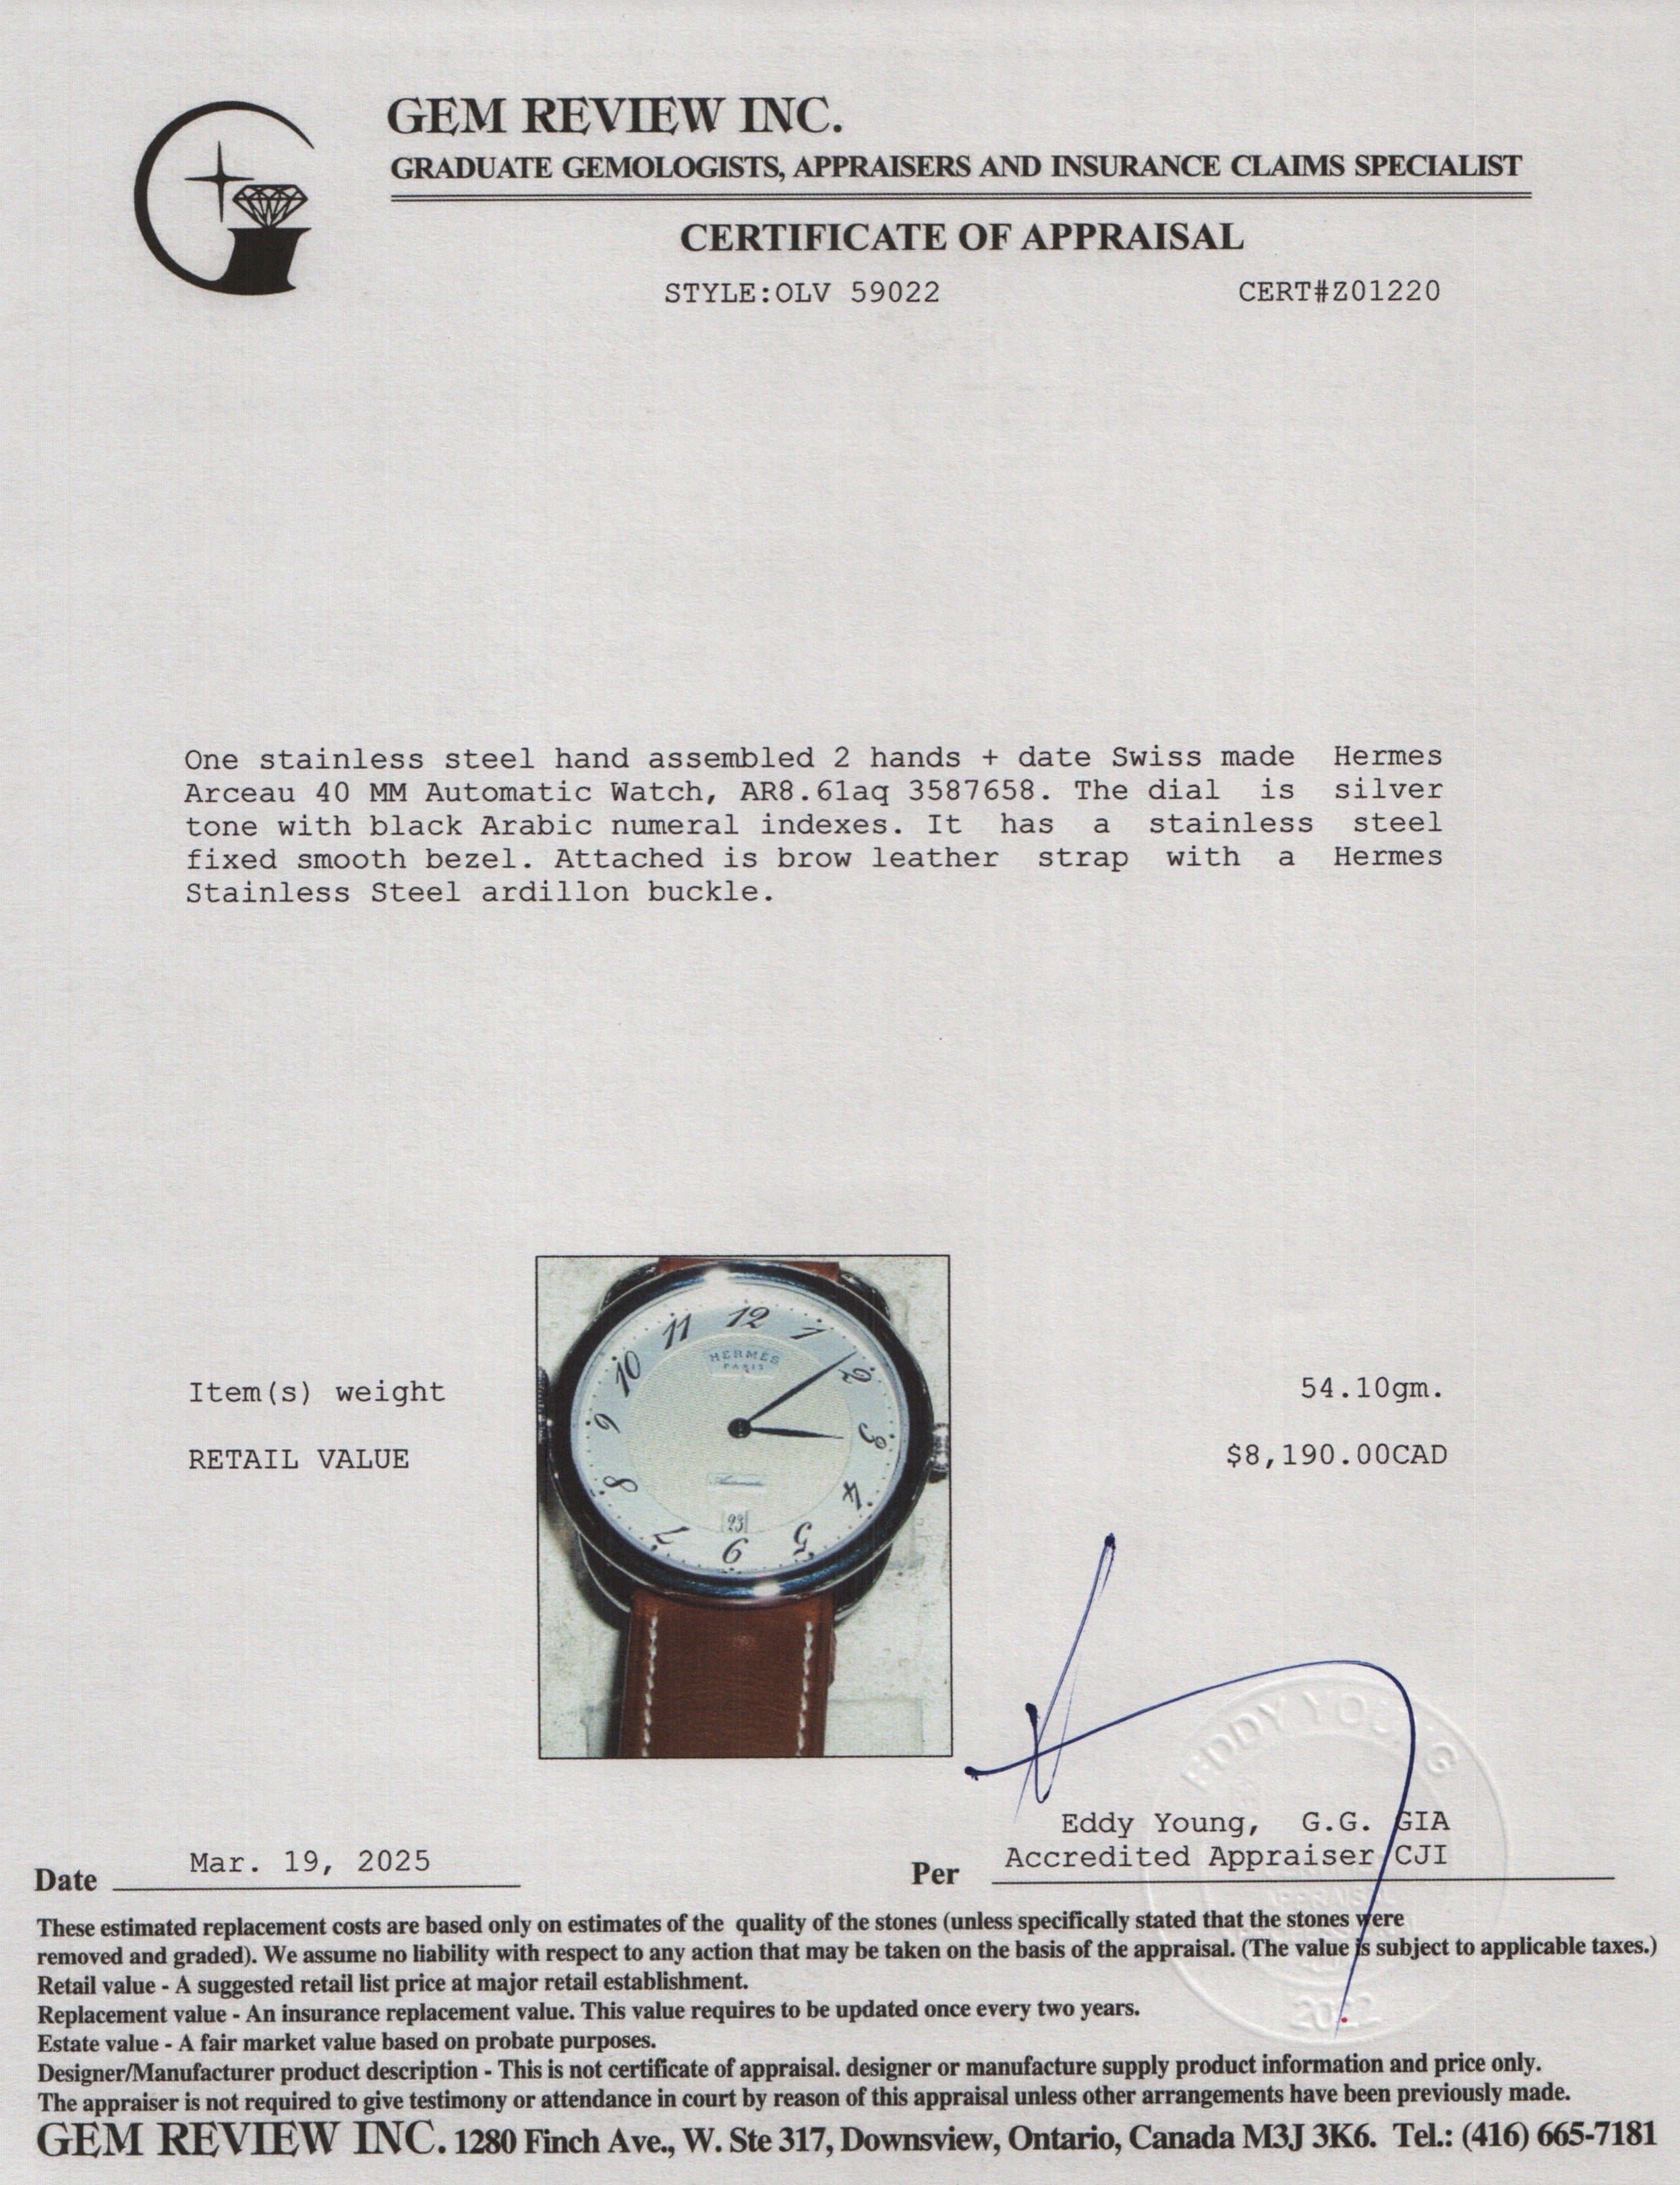 GEM REVIEW INC.
GRADUATE GEMOLOGISTS, APPRAISERS AND INSURANCE CLAIMS SPECIALIST
CERTIFICATE OF APPRAISAL
STYLE:OLV 59022 CERT#Z01220
One stainless steel hand assembled 2 hands + date Swiss made Hermes
Arceau 40 MM Automatic Watch, AR8.61aq 3587658. The dial is silver
tone with black Arabic numeral indexes. It has a stainless steel
fixed smooth bezel. Attached is brow leather strap with a Hermes
Stainless Steel ardillon buckle.
12
1
2
3
4
5
6
7
8
9
10
11
HERMES
PARIS
Automatic
23
Item(s) weight 54.10gm.
RETAIL VALUE $8,190.00CAD
EDDY YOUNG
Eddy Young, G.G. GIA
Accredited Appraiser CJI
Date Mar. 19, 2025 Per
APPRAISAL
2022
These estimated replacement costs are based only on estimates of the quality of the stones (unless specifically stated that the stones were
removed and graded). We assume no liability with respect to any action that may be taken on the basis of the appraisal. (The value is subject to applicable taxes.)
Retail value - A suggested retail list price at major retail establishment.
Replacement value - An insurance replacement value. This value requires to be updated once every two years.
Estate value - A fair market value based on probate purposes.
Designer/Manufacturer product description - This is not certificate of appraisal. designer or manufacture supply product information and price only.
The appraiser is not required to give testimony or attendance in court by reason of this appraisal unless other arrangements have been previously made.
GEM REVIEW INC. 1280 Finch Ave., W. Ste 317, Downsview, Ontario, Canada M3J 3K6. Tel.: (416) 665-7181